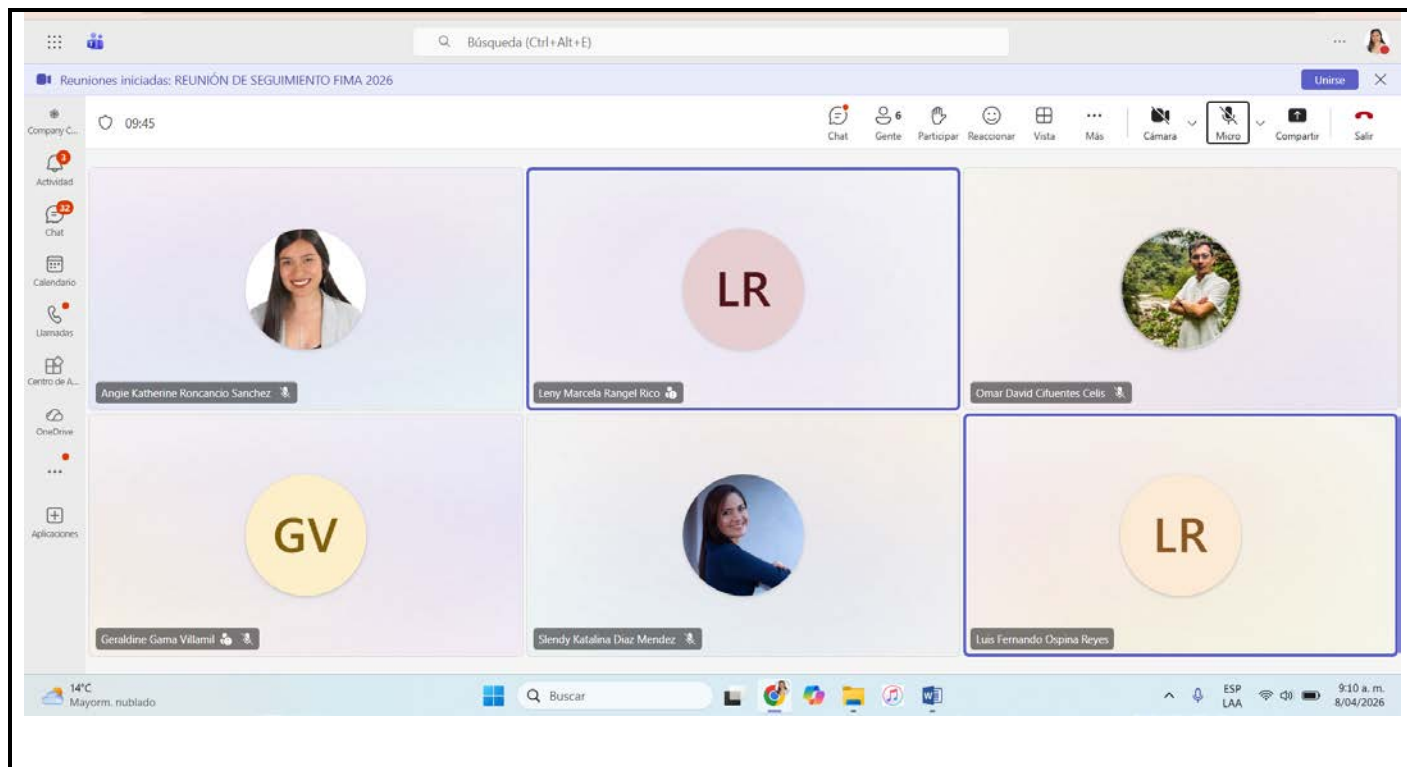 Búsqueda (Ctrl+Alt+E)
Reuniones iniciadas: REUNIÓN DE SEGUIMIENTO FIMA 2026
Unirse
Company C...
09:45
Chat
6
Gente
Participar
Reaccionar
Vista
Más
Cámara
Micro
Compartir
Salir
3
Actividad
32
Chat
Calendario
Llamadas
Centro de A...
OneDrive
Aplicaciones
Angie Katherine Roncancio Sanchez
LR
Leny Marcela Rangel Rico
Omar David Cifuentes Celis
GV
Geraldine Gama Villamil
Slendy Katalina Diaz Mendez
LR
Luis Fernando Ospina Reyes
14°C
Mayorm. nublado
Buscar
ESP
LAA
9:10 a. m.
8/04/2026